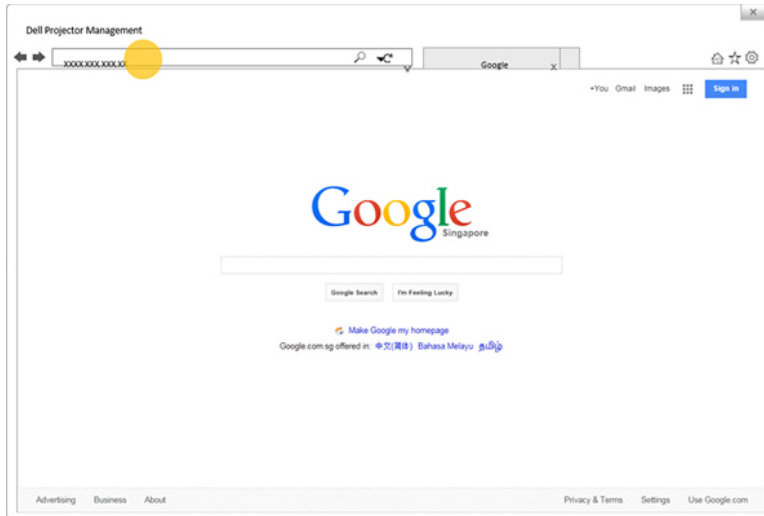 Dell Projector Management
xxxx.xxx.xxx.xx
Google x
+You Gmail Images Sign in
Google
Singapore
Google Search I'm Feeling Lucky
Make Google my homepage
Google.com.sg offered in: 中文(简体) Bahasa Melayu தமிழ்
Advertising Business About Privacy & Terms Settings Use Google.com